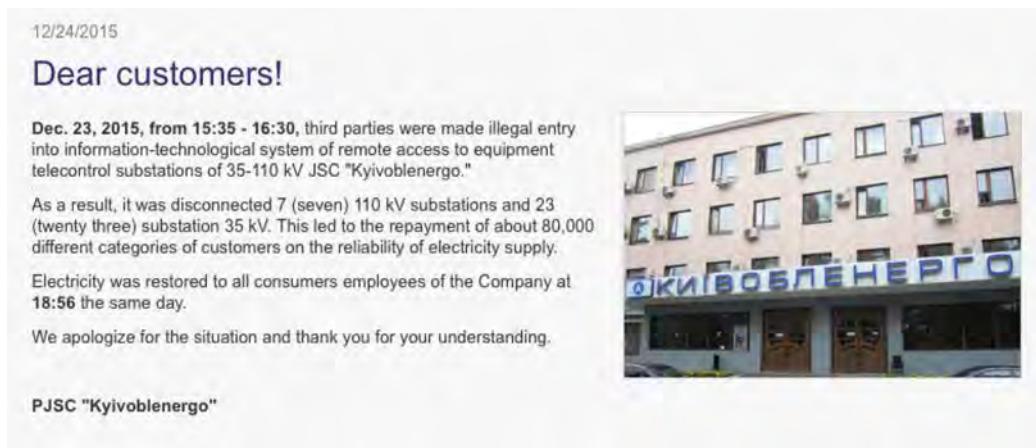 12/24/2015
Dear customers!
Dec. 23, 2015, from 15:35 - 16:30, third parties were made illegal entry
into information-technological system of remote access to equipment
telecontrol substations of 35-110 kV JSC "Kyivoblenergo."
As a result, it was disconnected 7 (seven) 110 kV substations and 23
(twenty three) substation 35 kV. This led to the repayment of about 80,000
different categories of customers on the reliability of electricity supply.
Electricity was restored to all consumers employees of the Company at
18:56 the same day.
We apologize for the situation and thank you for your understanding.
PJSC "Kyivoblenergo"
КИЇВОБЛЕНЕРГО